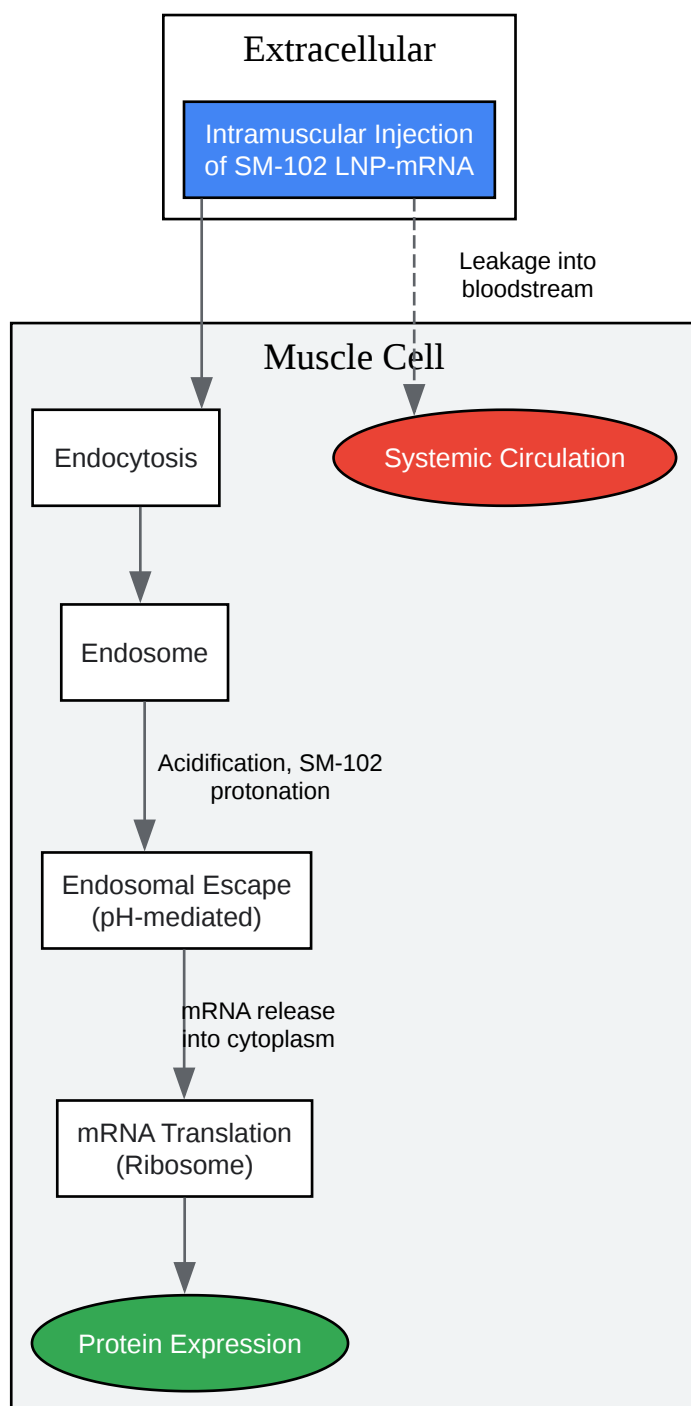 Extracellular
Intramuscular Injection
of SM-102 LNP-mRNA
Leakage into
bloodstream
Muscle Cell
Endocytosis
Systemic Circulation
Endosome
Acidification, SM-102
protonation
Endosomal Escape
(pH-mediated)
mRNA release
into cytoplasm
mRNA Translation
(Ribosome)
Protein Expression